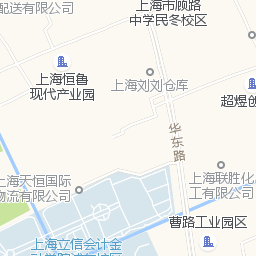 配送有限公司
上海市顾路
中学民冬校区
上海恒鲁
现代产业园
上海刘刘仓库
超煜创
华东路
上海天恒国际
物流有限公司
上海联胜化
工有限公司
曹路工业园区
上海立信会计金